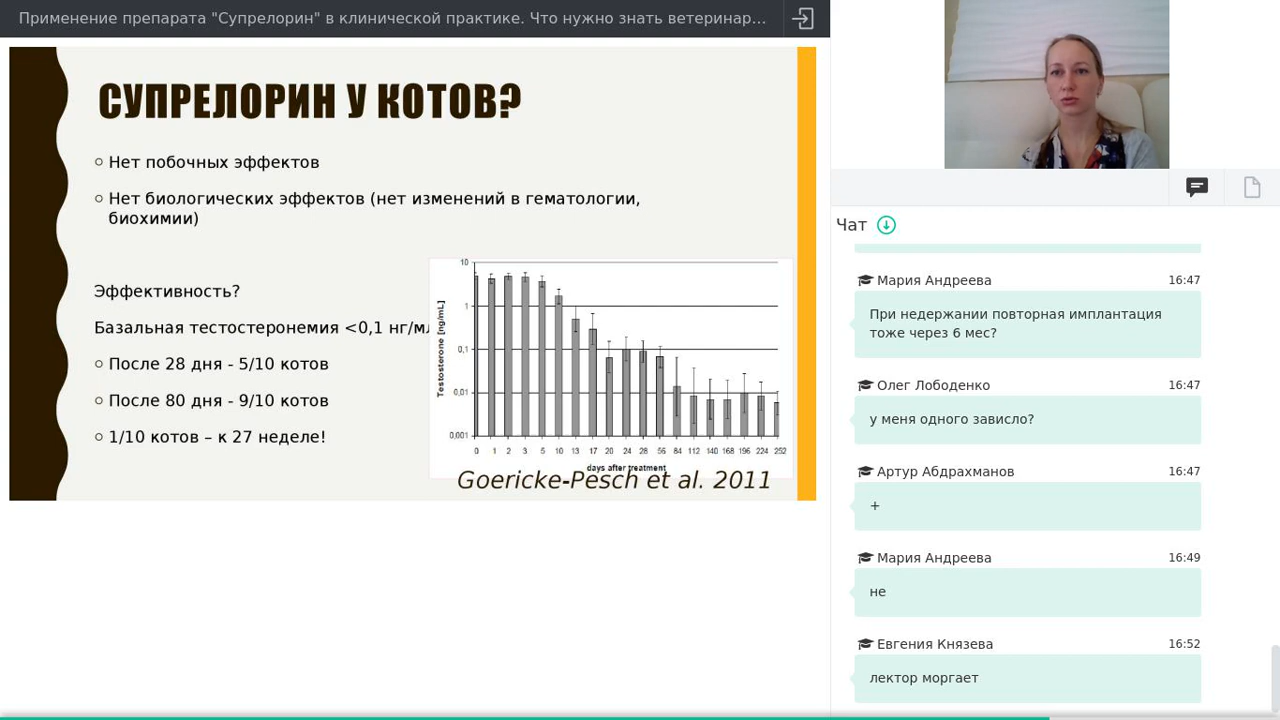 Применение препарата "Супрелорин" в клинической практике. Что нужно знать ветеринар...
СУПРЕЛОРИН У КОТОВ?
Нет побочных эффектов
Нет биологических эффектов (нет изменений в гематологии,
биохимии)
Эффективность?
Базальная тестостеронемия <0,1 нг/мл
После 28 дня - 5/10 котов
После 80 дня - 9/10 котов
1/10 котов – к 27 неделе!
Testosterone [ng/mL]
10
1
0,1
0,01
0,001
0 1 2 3 5 10 13 17 20 24 28 56 84 112 140 168 196 224 252
days after treatment
Goericke-Pesch et al. 2011
Чат
Мария Андреева 16:47
При недержании повторная имплантация
тоже через 6 мес?
Олег Лободенко 16:47
у меня одного зависло?
Артур Абдрахманов 16:47
+
Мария Андреева 16:49
не
Евгения Князева 16:52
лектор моргает